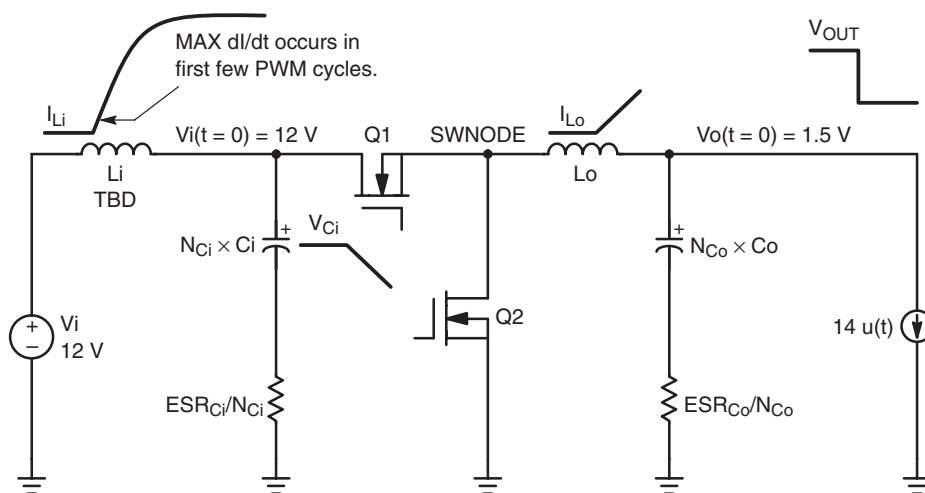 MAX dI/dt occurs in
first few PWM cycles.
V_OUT
I_Li
Vi(t = 0) = 12 V
Q1
SWNODE
I_Lo
Vo(t = 0) = 1.5 V
Li
TBD
Lo
N_Ci × Ci
+
V_Ci
N_Co × Co
+
+
−
Vi
12 V
Q2
14 u(t)
ESR_Ci/N_Ci
ESR_Co/N_Co